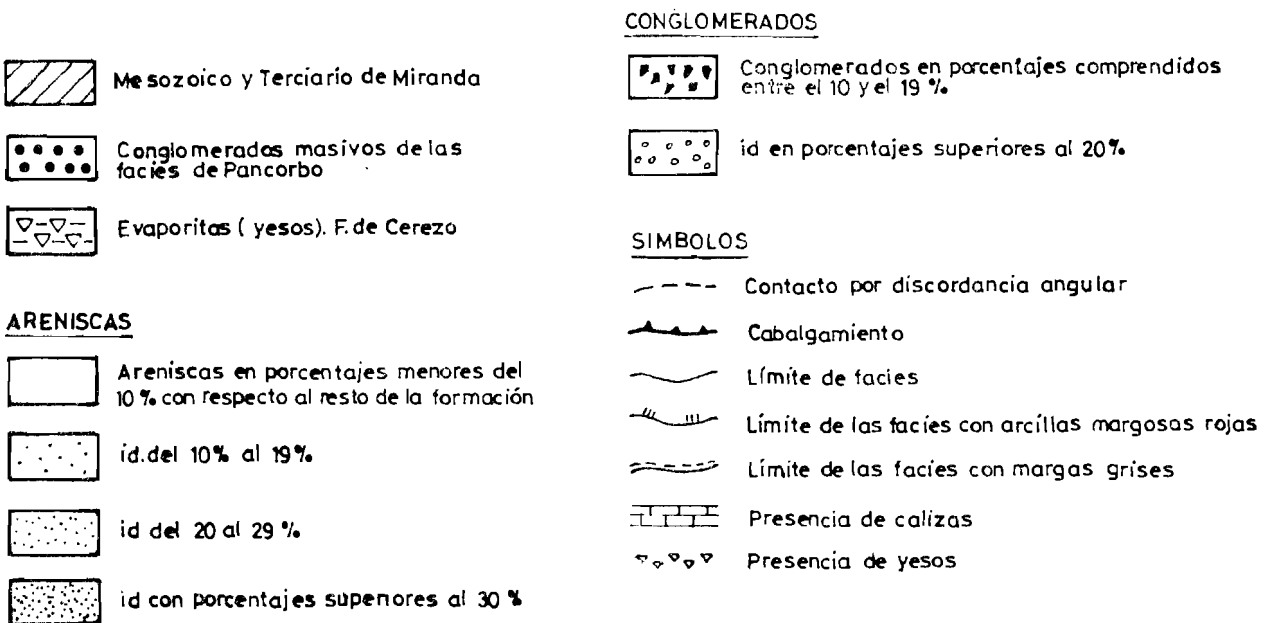 Mesozoico y Terciario de Miranda
Conglomerados masivos de las
facies de Pancorbo
Evaporitas ( yesos). F. de Cerezo
ARENISCAS
Areniscas en porcentajes menores del
10 % con respecto al resto de la formación
id. del 10% al 19%
id del 20 al 29 %
id con porcentajes superiores al 30 %
CONGLOMERADOS
Conglomerados en porcentajes comprendidos
entre el 10 y el 19 %
id en porcentajes superiores al 20%
SIMBOLOS
Contacto por discordancia angular
Cabalgamiento
Límite de facies
Límite de las facies con arcillas margosas rojas
Límite de las facies con margas grises
Presencia de calizas
Presencia de yesos